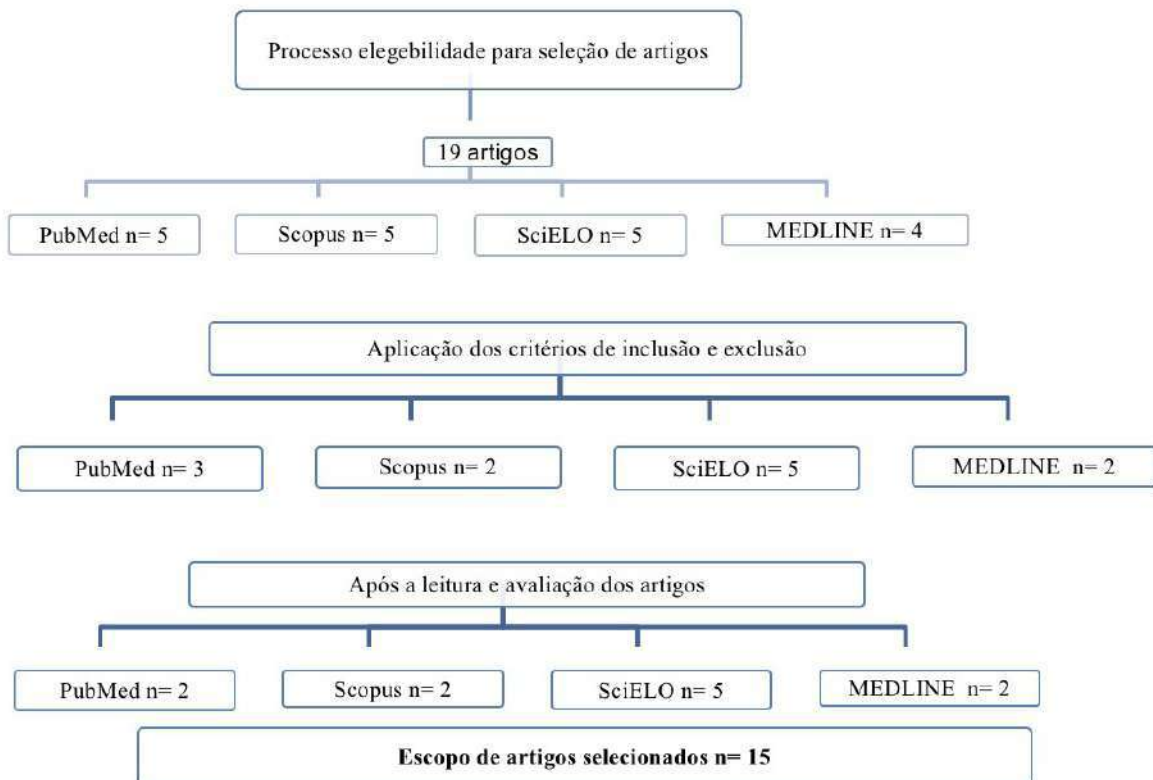 Processo elegebilidade para seleção de artigos
19 artigos
PubMed n= 5
Scopus n= 5
SciELO n= 5
MEDLINE n= 4
Aplicação dos critérios de inclusão e exclusão
PubMed n= 3
Scopus n= 2
SciELO n= 5
MEDLINE n= 2
Após a leitura e avaliação dos artigos
PubMed n= 2
Scopus n= 2
SciELO n= 5
MEDLINE n= 2
Escopo de artigos selecionados n= 15